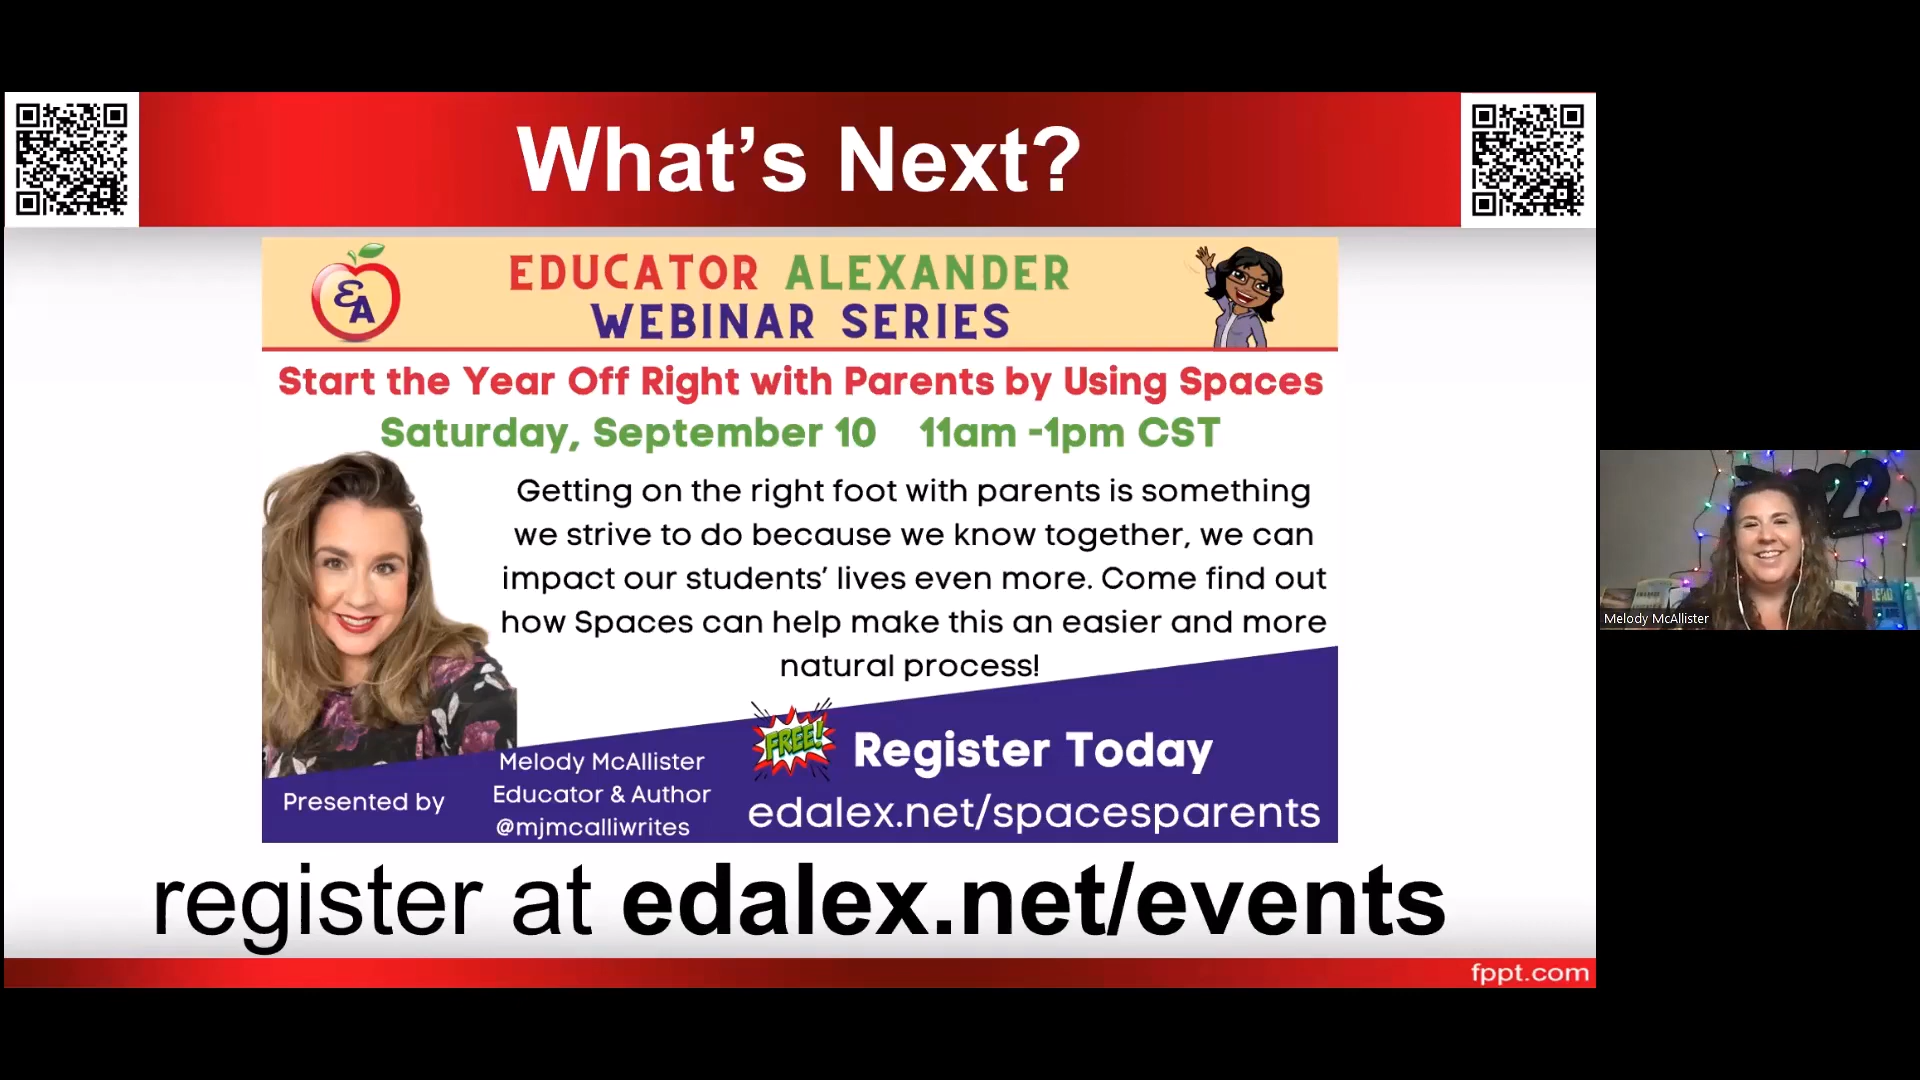 What's Next?
EA
EDUCATOR ALEXANDER
WEBINAR SERIES
Start the Year Off Right with Parents by Using Spaces
Saturday, September 10 11am -1pm CST
Getting on the right foot with parents is something
we strive to do because we know together, we can
impact our students' lives even more. Come find out
how Spaces can help make this an easier and more
natural process!
FREE!
Register Today
edalex.net/spacesparents
Presented by
Melody McAllister
Educator & Author
@mjmcalliwrites
register at edalex.net/events
fppt.com
22
Melody McAllister